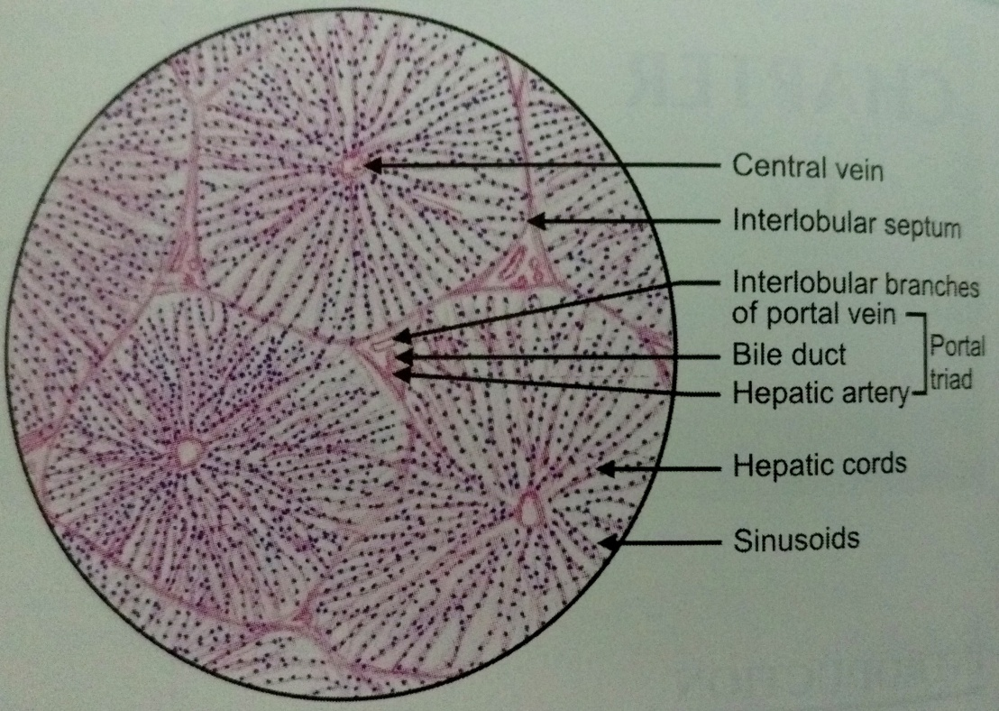 Central vein
Interlobular septum
Interlobular branches
of portal vein
Portal
triad
Bile duct
Hepatic artery
Hepatic cords
Sinusoids